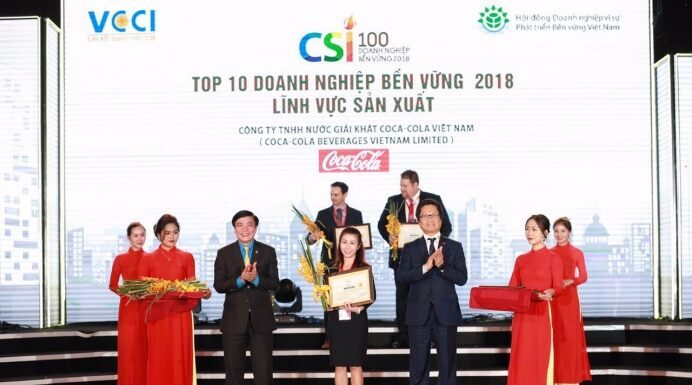 VCCI
Hội đồng Doanh nghiệp vì sự
Phát triển Bền vững Việt Nam
CSI 100
DOANH NGHIỆP
BỀN VỮNG 2018
TOP 10 DOANH NGHIỆP BỀN VỮNG 2018
LĨNH VỰC SẢN XUẤT
CÔNG TY TNHH NƯỚC GIẢI KHÁT COCA-COLA VIỆT NAM
( COCA-COLA BEVERAGES VIETNAM LIMITED )
Coca-Cola